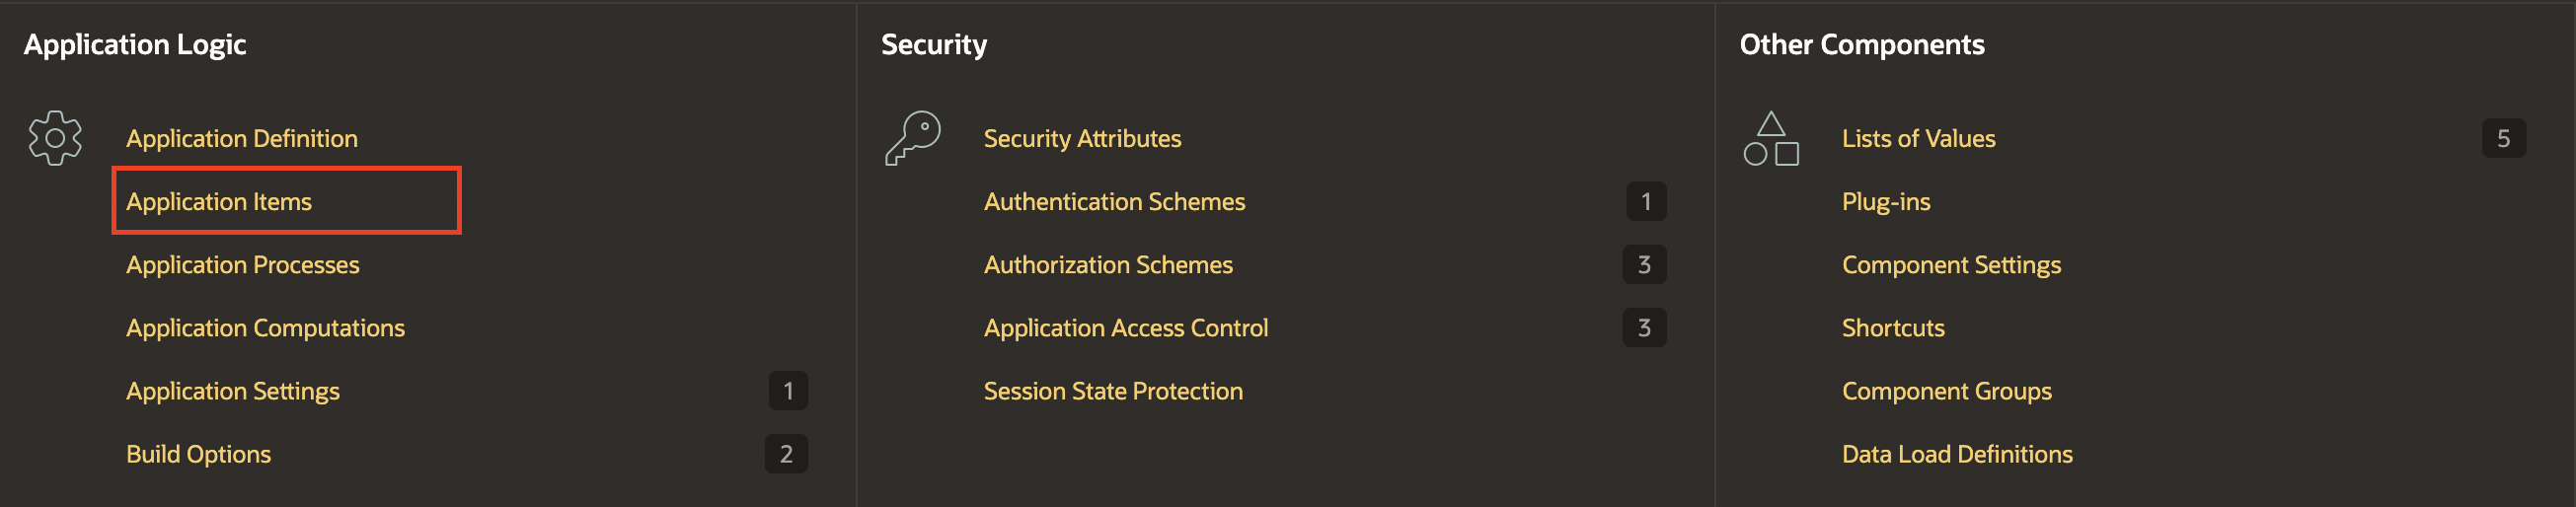 Application Logic
Application Definition
Application Items
Application Processes
Application Computations
Application Settings 1
Build Options 2
Security
Security Attributes
Authentication Schemes 1
Authorization Schemes 3
Application Access Control 3
Session State Protection
Other Components
Lists of Values 5
Plug-ins
Component Settings
Shortcuts
Component Groups
Data Load Definitions